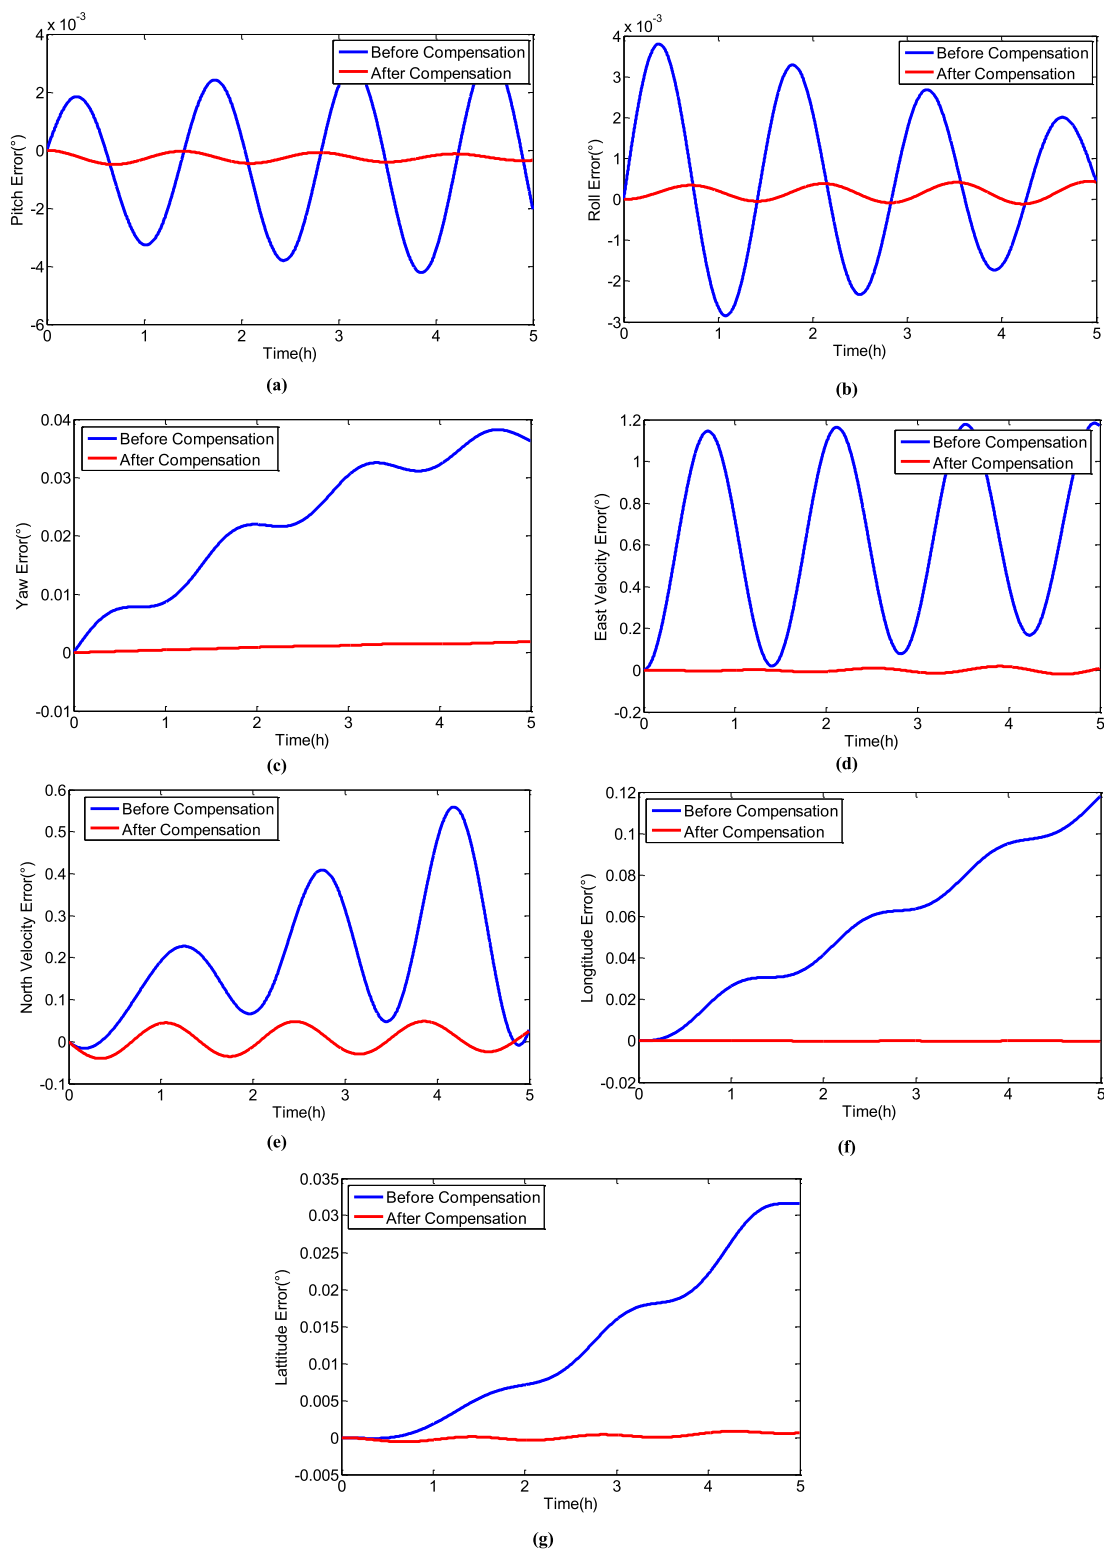 x 10⁻³
4
2
0
-2
-4
-6
Pitch Error(°)
Before Compensation
After Compensation
0 1 2 3 4 5
Time(h)
(a)
x 10⁻³
4
3
2
1
0
-1
-2
-3
Roll Error(°)
Before Compensation
After Compensation
0 1 2 3 4 5
Time(h)
(b)
0.04
0.03
0.02
0.01
0
-0.01
Yaw Error(°)
Before Compensation
After Compensation
0 1 2 3 4 5
Time(h)
(c)
1.2
1
0.8
0.6
0.4
0.2
0
-0.2
East Velocity Error(°)
Before Compensation
After Compensation
0 1 2 3 4 5
Time(h)
(d)
0.6
0.5
0.4
0.3
0.2
0.1
0
-0.1
North Velocity Error(°)
Before Compensation
After Compensation
0 1 2 3 4 5
Time(h)
(e)
0.12
0.1
0.08
0.06
0.04
0.02
0
-0.02
Longtitude Error(°)
Before Compensation
After Compensation
0 1 2 3 4 5
Time(h)
(f)
0.035
0.03
0.025
0.02
0.015
0.01
0.005
0
-0.005
Lattitude Error(°)
Before Compensation
After Compensation
0 1 2 3 4 5
Time(h)
(g)